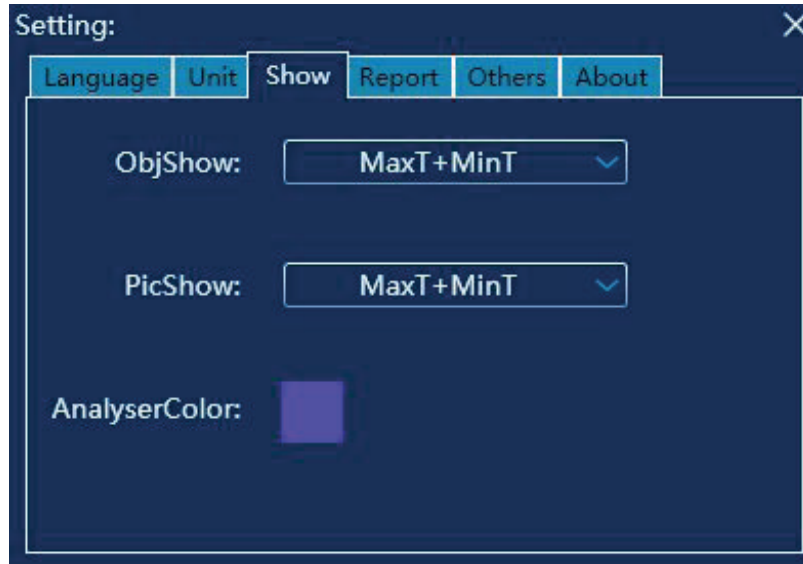 Setting:
Language Unit Show Report Others About
ObjShow: MaxT+MinT
PicShow: MaxT+MinT
AnalyserColor: